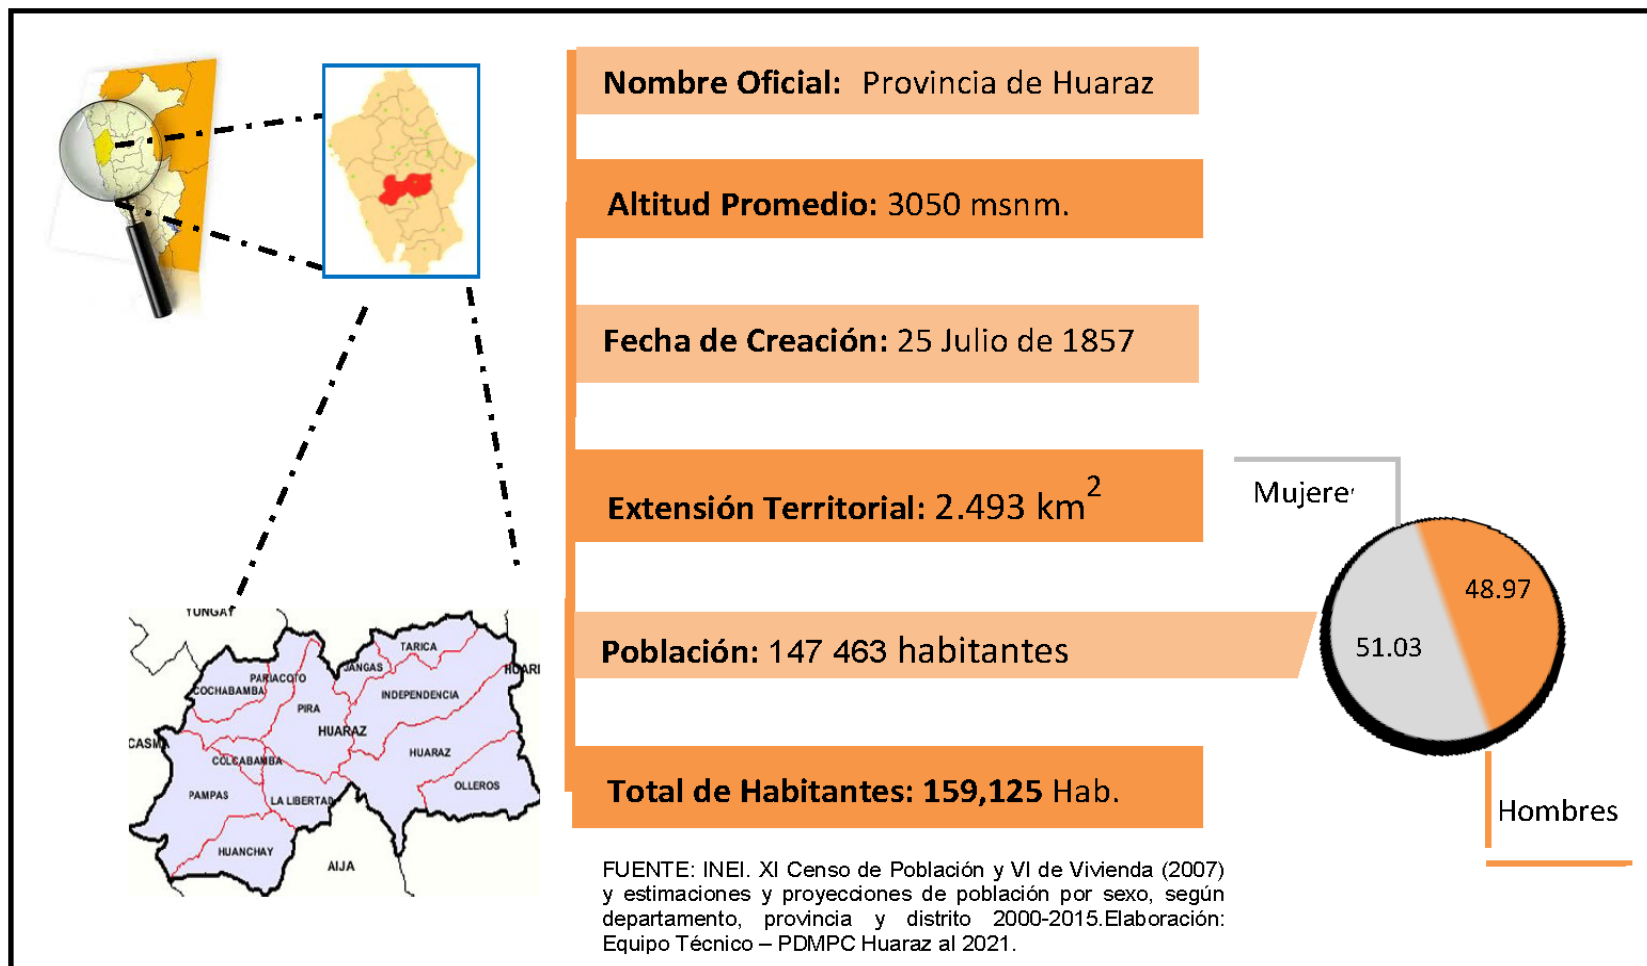 Nombre Oficial: Provincia de Huaraz
Altitud Promedio: 3050 msnm.
Fecha de Creación: 25 Julio de 1857
Extensión Territorial: 2.493 km²
Mujere
48.97
51.03
Población: 147 463 habitantes
Total de Habitantes: 159,125 Hab.
Hombres
YUNGAY
TARICA
JANGAS
HUARI
PARIACOTO
COCHABAMBA
INDEPENDENCIA
PIRA
HUARAZ
CASMA
HUARAZ
COLCABAMBA
OLLEROS
PAMPAS
LA LIBERTAD
HUANCHAY
AIJA
FUENTE: INEI. XI Censo de Población y VI de Vivienda (2007)
y estimaciones y proyecciones de población por sexo, según
departamento, provincia y distrito 2000-2015.Elaboración:
Equipo Técnico – PDMPC Huaraz al 2021.